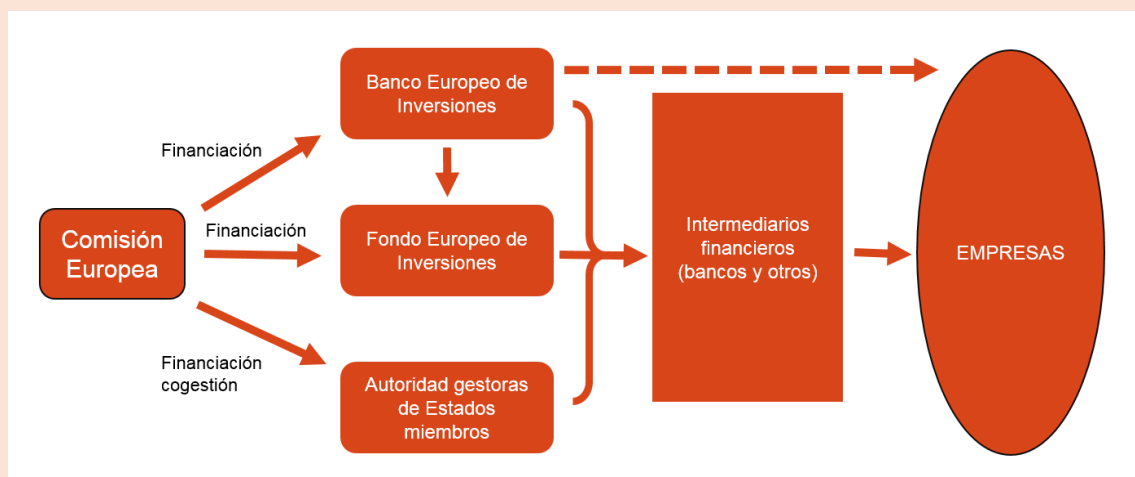 Banco Europeo de
Inversiones
Financiación
Financiación
Comisión
Europea
Fondo Europeo de
Inversiones
Intermediarios
financieros
(bancos y otros)
EMPRESAS
Financiación
cogestión
Autoridad gestoras
de Estados
miembros